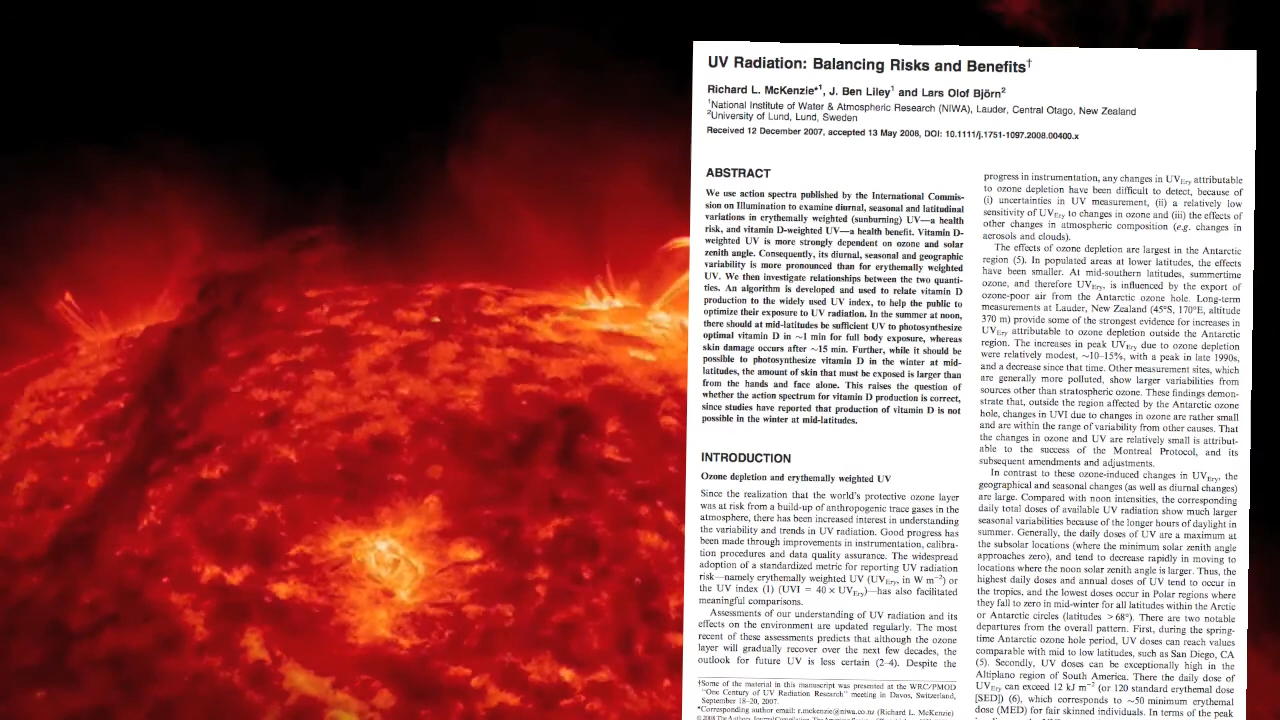 UV Radiation: Balancing Risks and Benefits†
Richard L. McKenzie*1, J. Ben Liley1 and Lars Olof Björn2
1National Institute of Water & Atmospheric Research (NIWA), Lauder, Central Otago, New Zealand
2University of Lund, Lund, Sweden
Received 12 December 2007, accepted 13 May 2008, DOI: 10.1111/j.1751-1097.2008.00400.x
ABSTRACT
We use action spectra published by the International Commis-
sion on Illumination to examine diurnal, seasonal and latitudinal
variations in erythemally weighted (sunburning) UV—a health
risk, and vitamin D-weighted UV—a health benefit. Vitamin D-
weighted UV is more strongly dependent on ozone and solar
zenith angle. Consequently, its diurnal, seasonal and geographic
variability is more pronounced than for erythemally weighted
UV. We then investigate relationships between the two quanti-
ties. An algorithm is developed and used to relate vitamin D
production to the widely used UV index, to help the public to
optimize their exposure to UV radiation. In the summer at noon,
there should at mid-latitudes be sufficient UV to photosynthesize
optimal vitamin D in ~1 min for full body exposure, whereas
skin damage occurs after ~15 min. Further, while it should be
possible to photosynthesize vitamin D in the winter at mid-
latitudes, the amount of skin that must be exposed is larger than
from the hands and face alone. This raises the question of
whether the action spectrum for vitamin D production is correct,
since studies have reported that production of vitamin D is not
possible in the winter at mid-latitudes.
INTRODUCTION
Ozone depletion and erythemally weighted UV
Since the realization that the world's protective ozone layer
was at risk from a build-up of anthropogenic trace gases in the
atmosphere, there has been increased interest in understanding
the variability and trends in UV radiation. Good progress has
been made through improvements in instrumentation, calibra-
tion procedures and data quality assurance. The widespread
adoption of a standardized metric for reporting UV radiation
risk—namely erythemally weighted UV (UVEry, in W m−2) or
the UV index (1) (UVI = 40 × UVEry)—has also facilitated
meaningful comparisons.
Assessments of our understanding of UV radiation and its
effects on the environment are updated regularly. The most
recent of these assessments predicts that although the ozone
layer will gradually recover over the next few decades, the
outlook for future UV is less certain (2–4). Despite the
†Some of the material in this manuscript was presented at the WRC/PMOD
"One Century of UV Radiation Research" meeting in Davos, Switzerland,
September 18–20, 2007.
*Corresponding author email: r.mckenzie@niwa.co.nz (Richard L. McKenzie)
progress in instrumentation, any changes in UVEry attributable
to ozone depletion have been difficult to detect, because of
(i) uncertainties in UV measurement, (ii) a relatively low
sensitivity of UVEry to changes in ozone and (iii) the effects of
other changes in atmospheric composition (e.g. changes in
aerosols and clouds).
The effects of ozone depletion are largest in the Antarctic
region (5). In populated areas at lower latitudes, the effects
have been smaller. At mid-southern latitudes, summertime
ozone, and therefore UVEry, is influenced by the export of
ozone-poor air from the Antarctic ozone hole. Long-term
measurements at Lauder, New Zealand (45°S, 170°E, altitude
370 m) provide some of the strongest evidence for increases in
UVEry attributable to ozone depletion outside the Antarctic
region. The increases in peak UVEry due to ozone depletion
were relatively modest, ~10–15%, with a peak in late 1990s,
and a decrease since that time. Other measurement sites, which
are generally more polluted, show larger variabilities from
sources other than stratospheric ozone. These findings demon-
strate that, outside the region affected by the Antarctic ozone
hole, changes in UVI due to changes in ozone are rather small
and are within the range of variability from other causes. That
the changes in ozone and UV are relatively small is attribut-
able to the success of the Montreal Protocol, and its
subsequent amendments and adjustments.
In contrast to these ozone-induced changes in UVEry, the
geographical and seasonal changes (as well as diurnal changes)
are large. Compared with noon intensities, the corresponding
daily total doses of available UV radiation show much larger
seasonal variabilities because of the longer hours of daylight in
summer. Generally, the daily doses of UV are a maximum at
the subsolar locations (where the minimum solar zenith angle
approaches zero), and tend to decrease rapidly in moving to
locations where the noon solar zenith angle is larger. Thus, the
highest daily doses and annual doses of UV tend to occur in
the tropics, and the lowest doses occur in Polar regions where
they fall to zero in mid-winter for all latitudes within the Arctic
or Antarctic circles (latitudes >68°). There are two notable
departures from the overall pattern. First, during the spring-
time Antarctic ozone hole period, UV doses can reach values
comparable with mid to low latitudes, such as San Diego, CA
(5). Secondly, UV doses can be exceptionally high in the
Altiplano region of South America. There the daily dose of
UVEry can exceed 12 kJ m−2 (or 120 standard erythemal dose
[SED]) (6), which corresponds to ~50 minimum erythemal
dose (MED) for fair skinned individuals. In terms of the peak